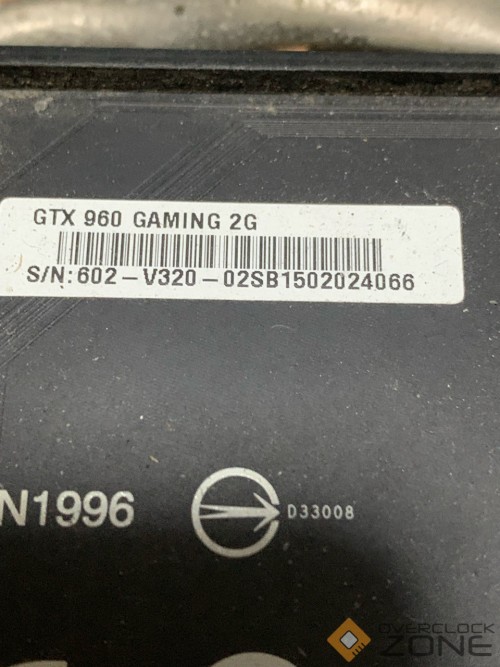 GTX 960 GAMING 2G
S/N:602-V320-02SB1502024066
N1996
D33008
OVERCLOCK
ZONE